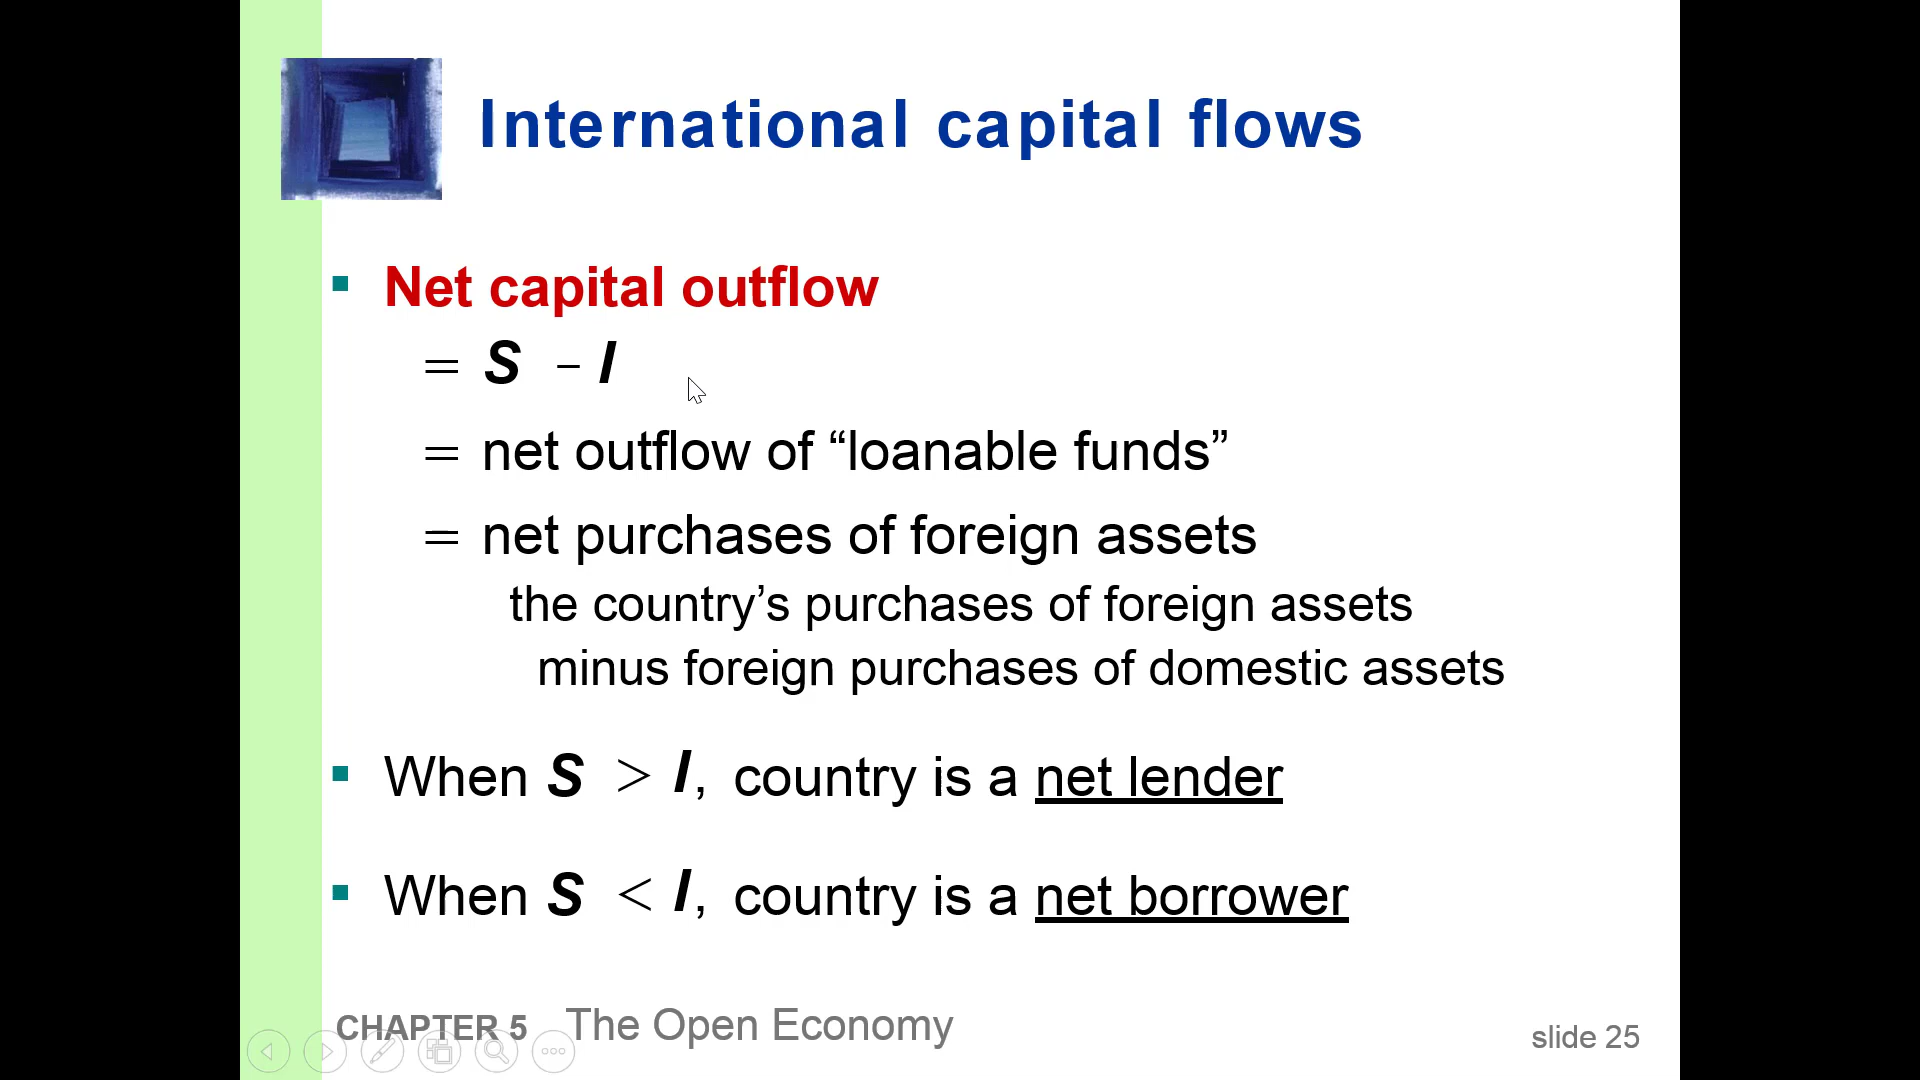 International capital flows
▪ Net capital outflow
= S – I
= net outflow of “loanable funds”
= net purchases of foreign assets
the country’s purchases of foreign assets
minus foreign purchases of domestic assets
▪ When S > I, country is a net lender
▪ When S < I, country is a net borrower
CHAPTER 5 The Open Economy
slide 25